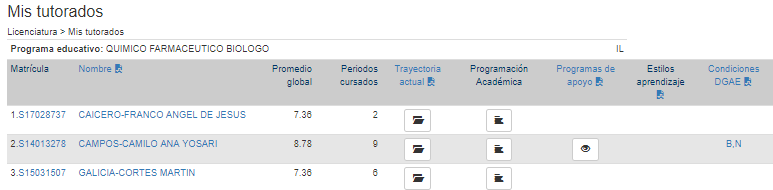 Mis tutorados
Licenciatura > Mis tutorados
Programa educativo: QUIMICO FARMACEUTICO BIOLOGO IL
Matrícula Nombre Promedio global Periodos cursados Trayectoria actual Programación Académica Programas de apoyo Estilos aprendizaje Condiciones DGAE
1.S17028737 CAICERO-FRANCO ANGEL DE JESUS 7.36 2
2.S14013278 CAMPOS-CAMILO ANA YOSARI 8.78 9 B,N
3.S15031507 GALICIA-CORTES MARTIN 7.36 6